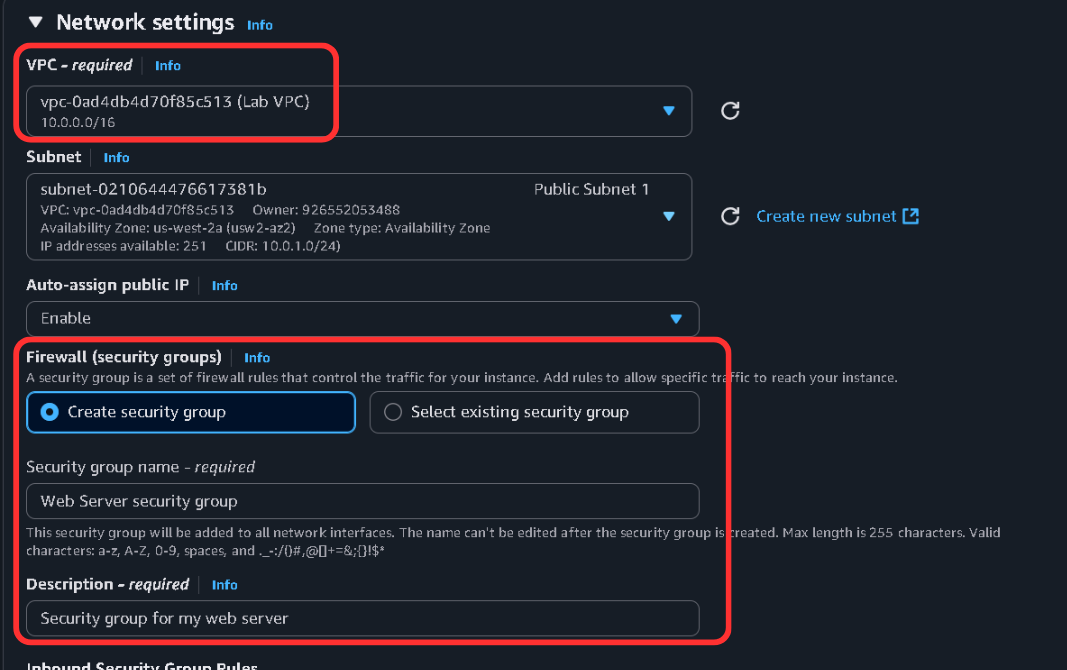 Network settings Info
VPC - required Info
vpc-0ad4db4d70f85c513 (Lab VPC)
10.0.0.0/16
Subnet Info
subnet-0210644476617381b Public Subnet 1
VPC: vpc-0ad4db4d70f85c513 Owner: 926552053488
Availability Zone: us-west-2a (usw2-az2) Zone type: Availability Zone
IP addresses available: 251 CIDR: 10.0.1.0/24)
Create new subnet
Auto-assign public IP Info
Enable
Firewall (security groups) Info
A security group is a set of firewall rules that control the traffic for your instance. Add rules to allow specific traffic to reach your instance.
Create security group Select existing security group
Security group name - required
Web Server security group
This security group will be added to all network interfaces. The name can't be edited after the security group is created. Max length is 255 characters. Valid
characters: a-z, A-Z, 0-9, spaces, and ._-:/()#,@[]+=&;{}!$*
Description - required Info
Security group for my web server
Inbound Security Group Rules